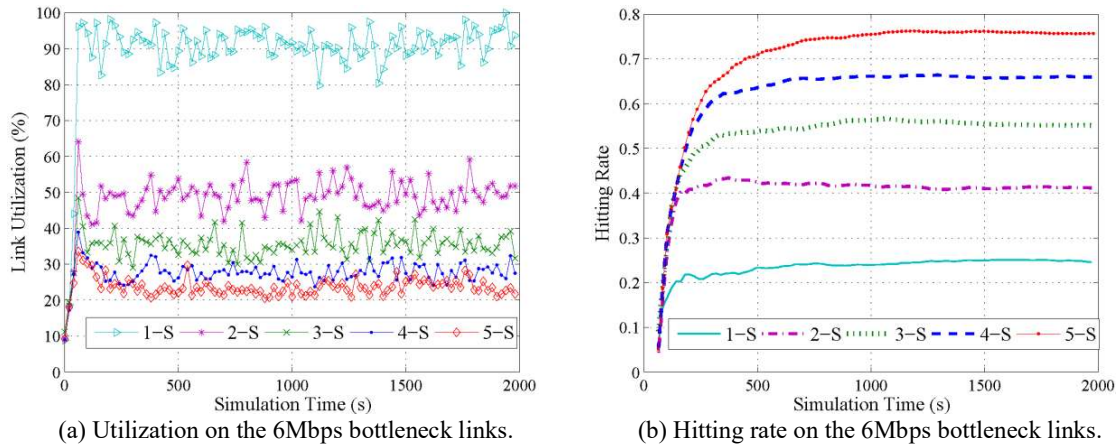 100
90
80
70
60
50
40
30
20
10
0
Link Utilization (%)
1−S 2−S 3−S 4−S 5−S
0 500 1000 1500 2000
Simulation Time (s)
(a) Utilization on the 6Mbps bottleneck links.
0.8
0.7
0.6
0.5
0.4
0.3
0.2
0.1
0
Hitting Rate
1−S 2−S 3−S 4−S 5−S
0 500 1000 1500 2000
Simulation Time (s)
(b) Hitting rate on the 6Mbps bottleneck links.